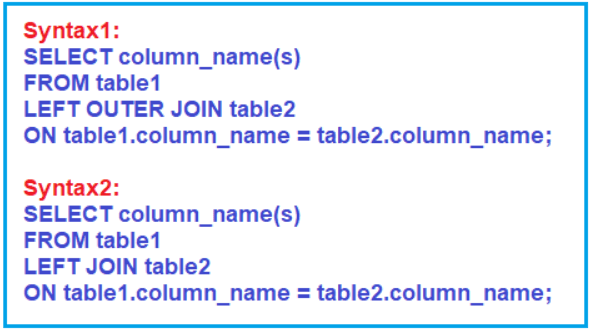 Syntax1:
SELECT column_name(s)
FROM table1
LEFT OUTER JOIN table2
ON table1.column_name = table2.column_name;
Syntax2:
SELECT column_name(s)
FROM table1
LEFT JOIN table2
ON table1.column_name = table2.column_name;